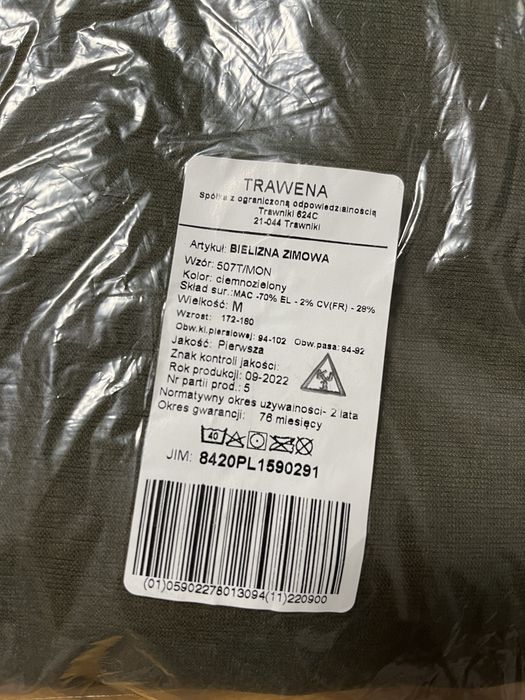 TRAWENA
Spółka z ograniczoną odpowiedzialnością
Trawniki 624C
21-044 Trawniki
Artykuł: BIELIZNA ZIMOWA
Wzór: 507T/MON
Kolor: ciemnozielony
Skład sur.:MAC -70% EL - 2% CV(FR) - 28%
Wielkość: M
Wzrost: 172-180
Obw.kl.piersiowej: 94-102 Obw.pasa: 84-92
Jakość: Pierwsza
Znak kontroli jakości:
Rok produkcji: 09-2022
Nr partii prod.: 5
Normatywny okres używalności- 2 lata
Okres gwarancji: 76 miesięcy
40
JIM: 8420PL1590291
(01)05902278013094(11)220900